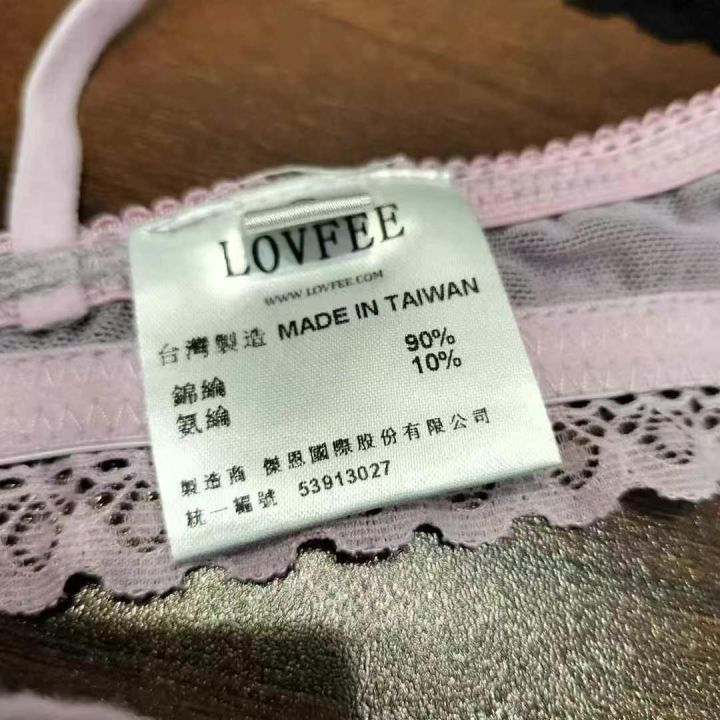 LOVFEE
WWW.LOVFEE.COM
台灣製造 MADE IN TAIWAN
錦綸 90%
氨綸 10%
製造商 傑恩國際股份有限公司
統一編號 53913027